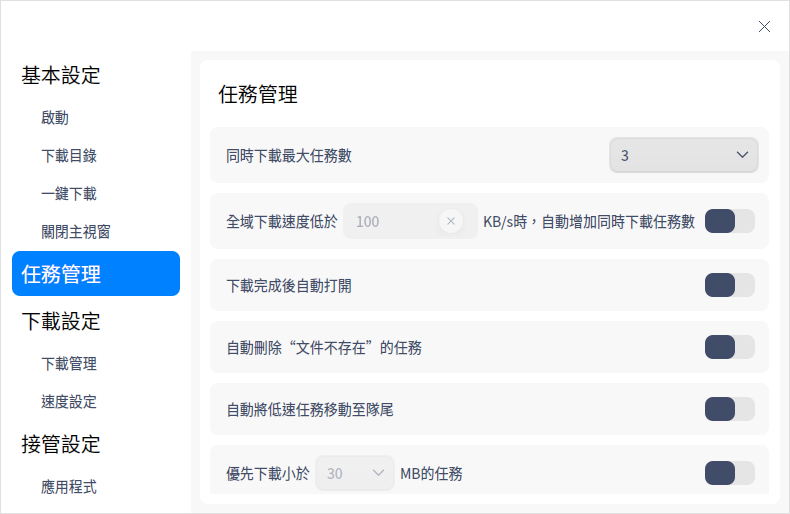 基本設定
啟動
下載目錄
一鍵下載
關閉主視窗
任務管理
下載設定
下載管理
速度設定
接管設定
應用程式
任務管理
同時下載最大任務數 3
全域下載速度低於 100 KB/s時，自動增加同時下載任務數
下載完成後自動打開
自動刪除“文件不存在”的任務
自動將低速任務移動至隊尾
優先下載小於 30 MB的任務